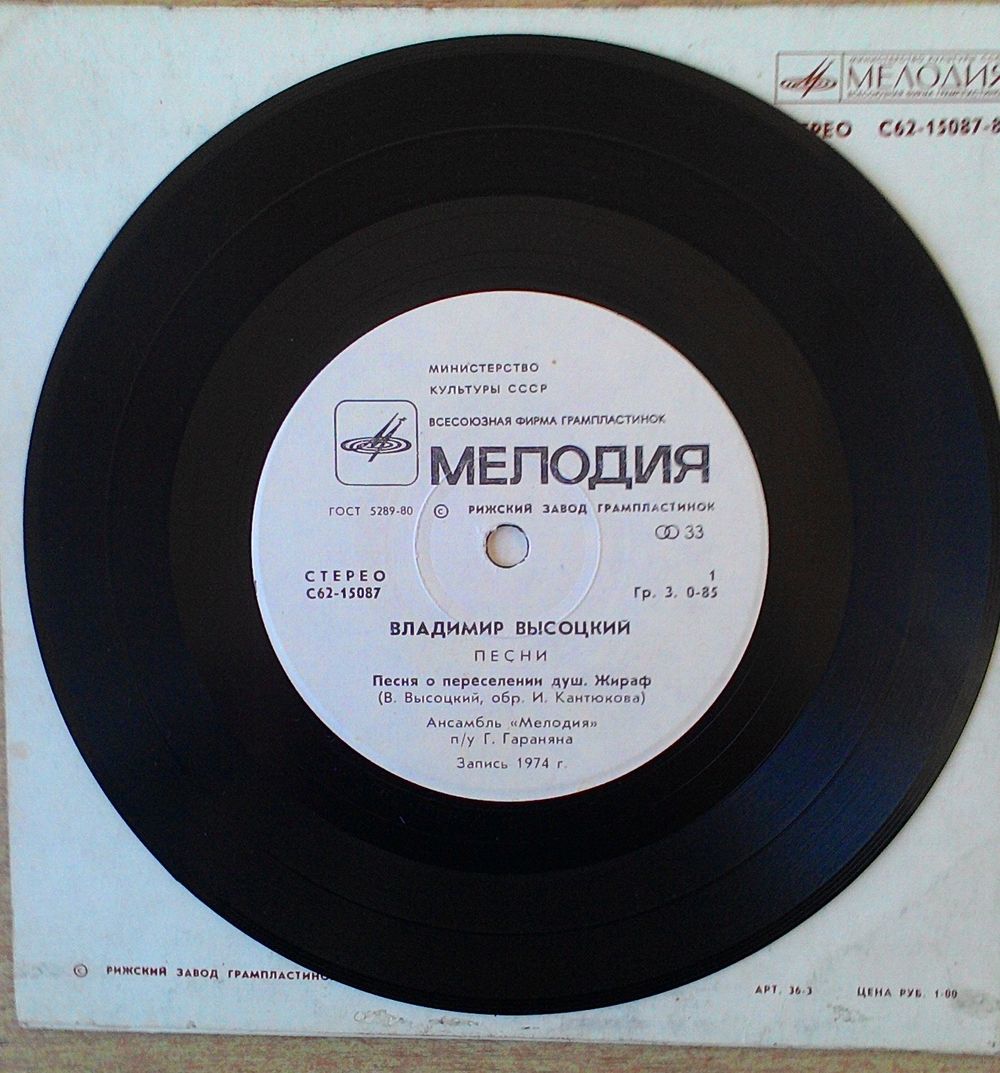 МЕЛОДИЯ
С62-15087-8
МИНИСТЕРСТВО
КУЛЬТУРЫ СССР
ВСЕСОЮЗНАЯ ФИРМА ГРАМПЛАСТИНОК
МЕЛОДИЯ
ГОСТ 5289-80 © РИЖСКИЙ ЗАВОД ГРАМПЛАСТИНОК
33
СТЕРЕО 1
С62-15087 Гр. 3. 0-85
ВЛАДИМИР ВЫСОЦКИЙ
ПЕСНИ
Песня о переселении душ. Жираф
(В. Высоцкий, обр. И. Кантюкова)
Ансамбль «Мелодия»
п/у Г. Гараняна
Запись 1974 г.
© РИЖСКИЙ ЗАВОД ГРАМПЛАСТИНО
АРТ. 36-3 ЦЕНА РУБ. 1-00